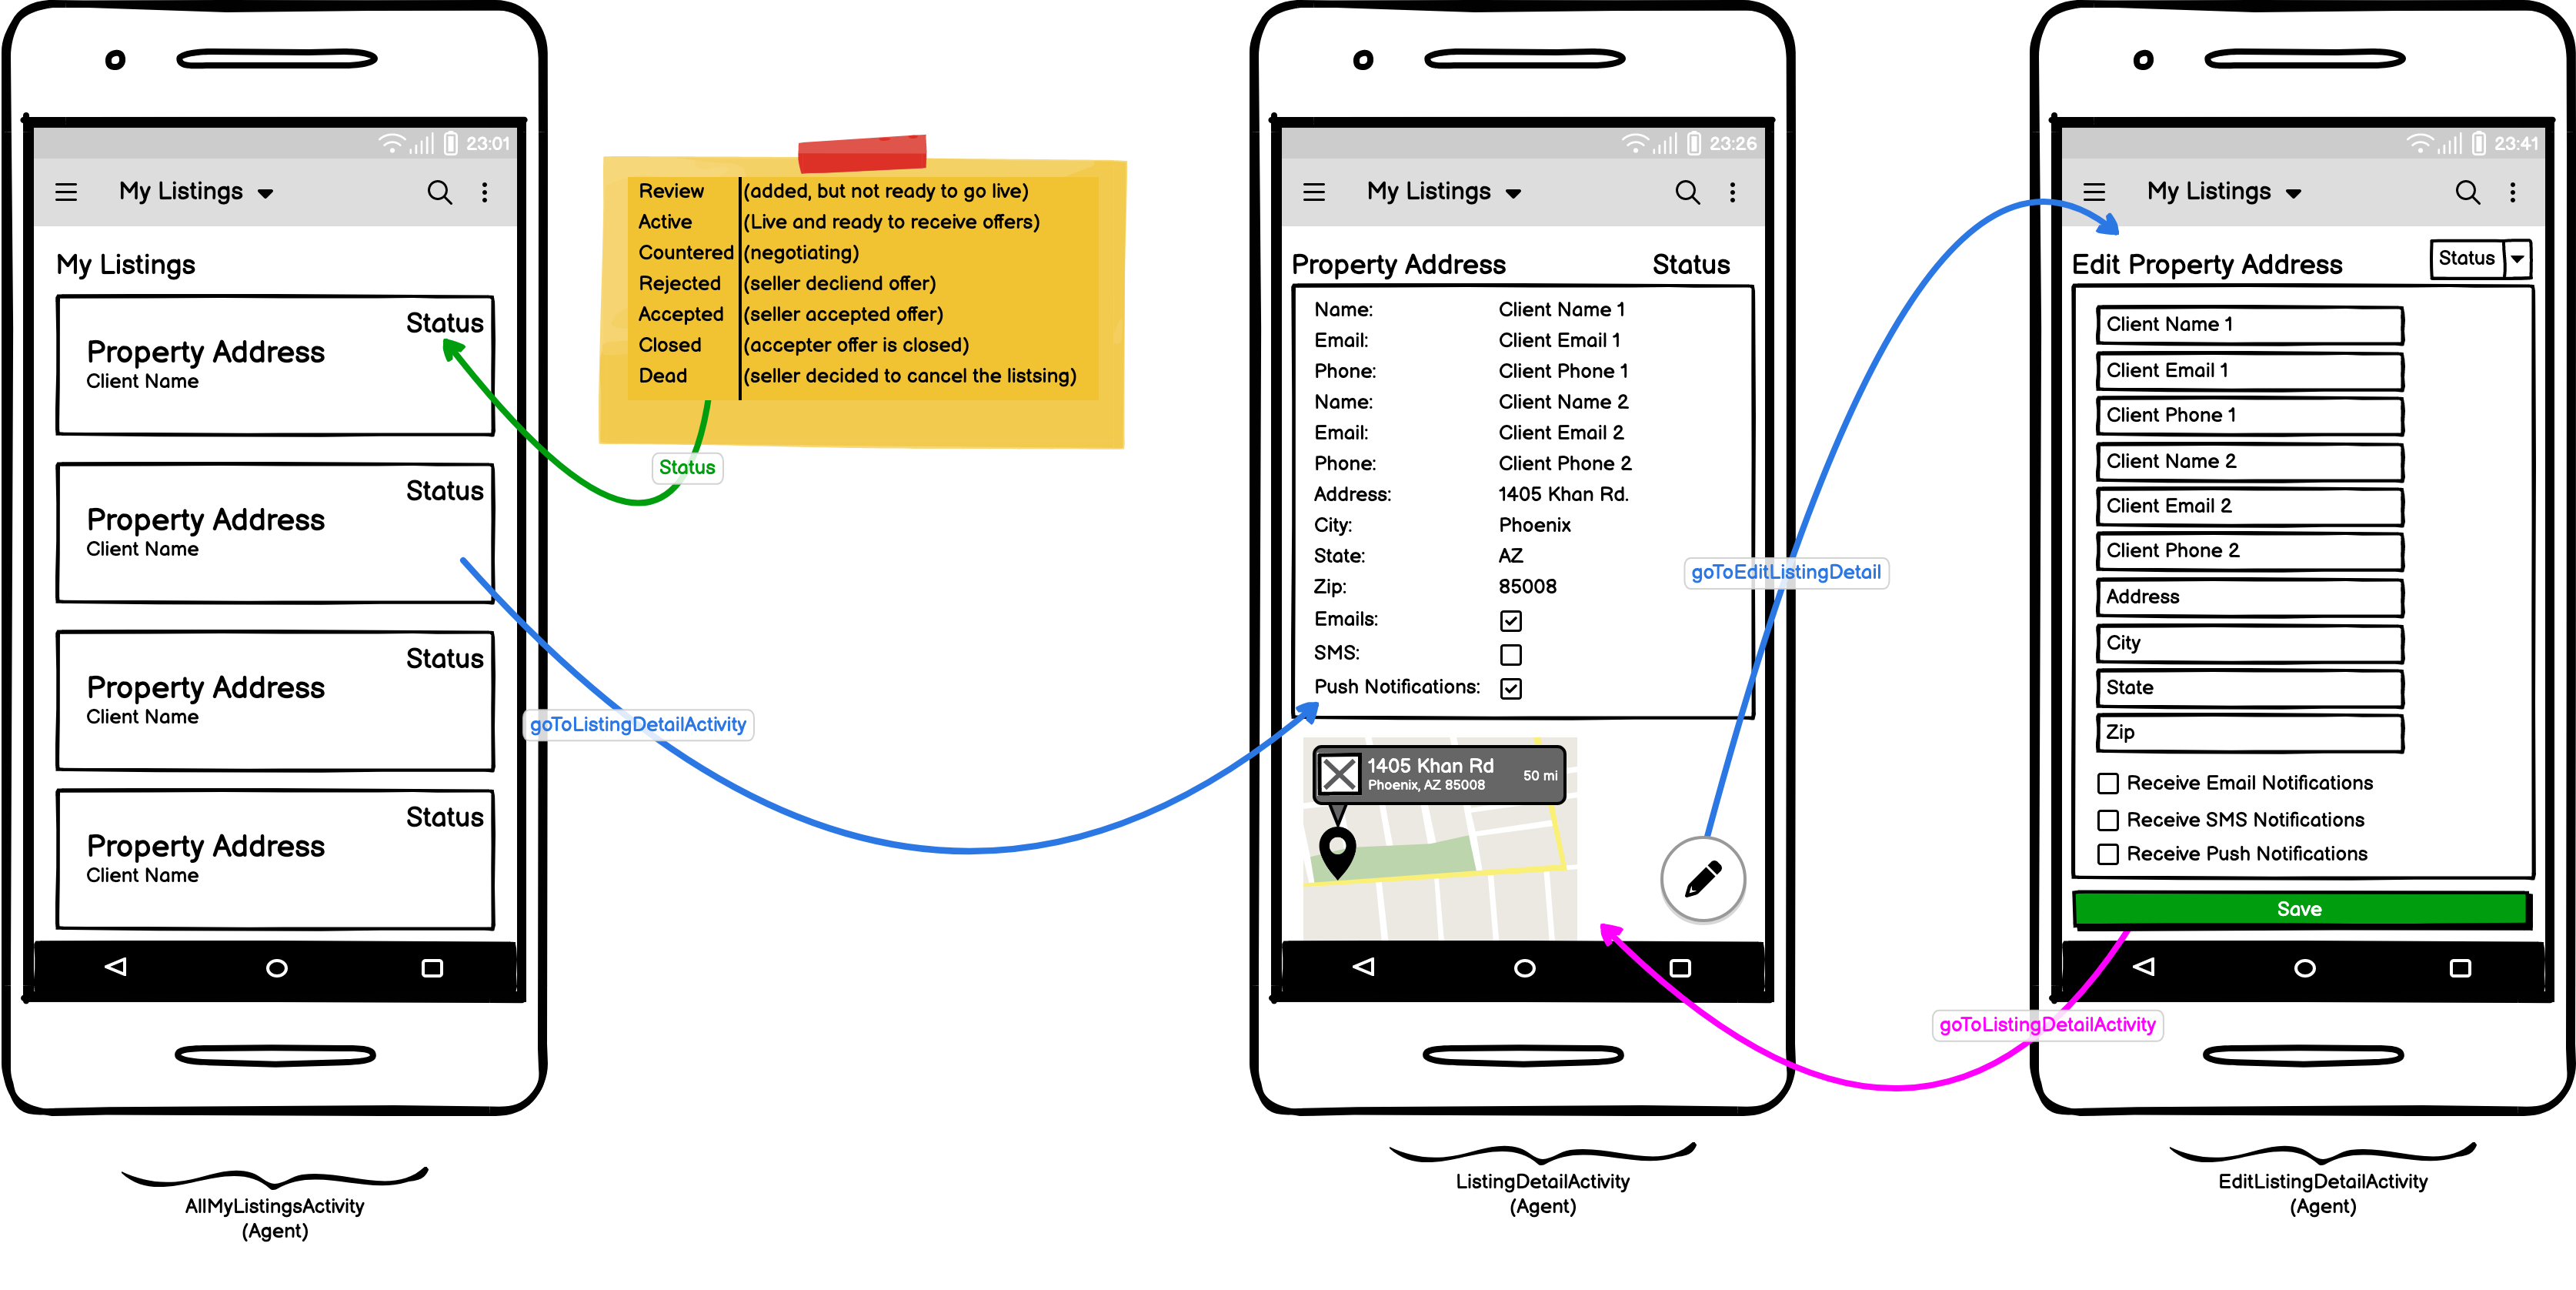 23:01
My Listings
My Listings
Status
Property Address
Client Name
Status
Property Address
Client Name
Status
Property Address
Client Name
Status
Property Address
Client Name
AllMyListingsActivity
(Agent)
Review (added, but not ready to go live)
Active (Live and ready to receive offers)
Countered (negotiating)
Rejected (seller decliend offer)
Accepted (seller accepted offer)
Closed (accepter offer is closed)
Dead (seller decided to cancel the listsing)
Status
goToListingDetailActivity
23:26
My Listings
Property Address Status
Name: Client Name 1
Email: Client Email 1
Phone: Client Phone 1
Name: Client Name 2
Email: Client Email 2
Phone: Client Phone 2
Address: 1405 Khan Rd.
City: Phoenix
State: AZ
Zip: 85008
Emails:
SMS:
Push Notifications:
1405 Khan Rd
Phoenix, AZ 85008
50 mi
ListingDetailActivity
(Agent)
goToEditListingDetail
goToListingDetailActivity
23:41
My Listings
Edit Property Address Status
Client Name 1
Client Email 1
Client Phone 1
Client Name 2
Client Email 2
Client Phone 2
Address
City
State
Zip
Receive Email Notifications
Receive SMS Notifications
Receive Push Notifications
Save
EditListingDetailActivity
(Agent)